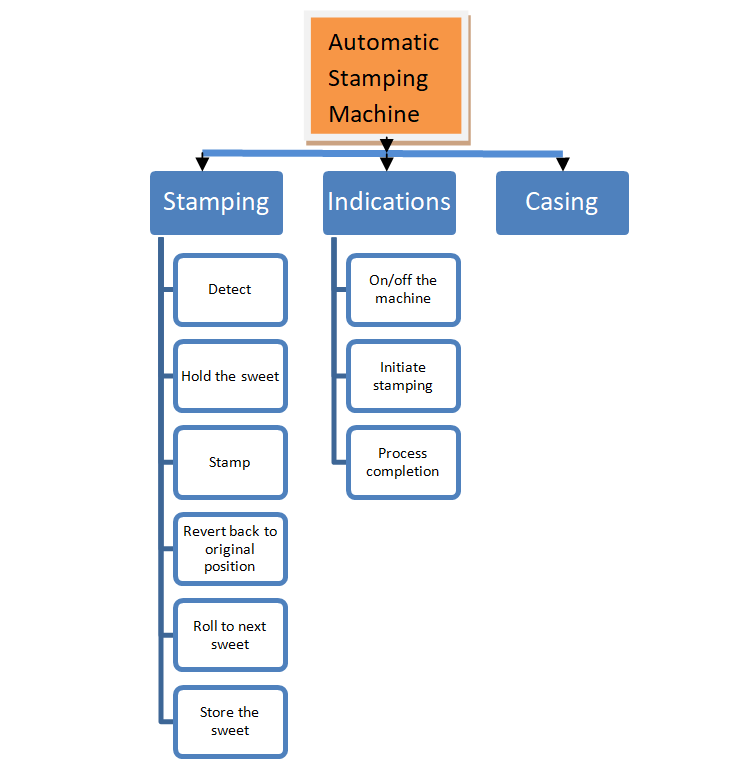 Automatic
Stamping
Machine
Stamping
Indications
Casing
Detect
Hold the sweet
Stamp
Revert back to
original
position
Roll to next
sweet
Store the
sweet
On/off the
machine
Initiate
stamping
Process
completion